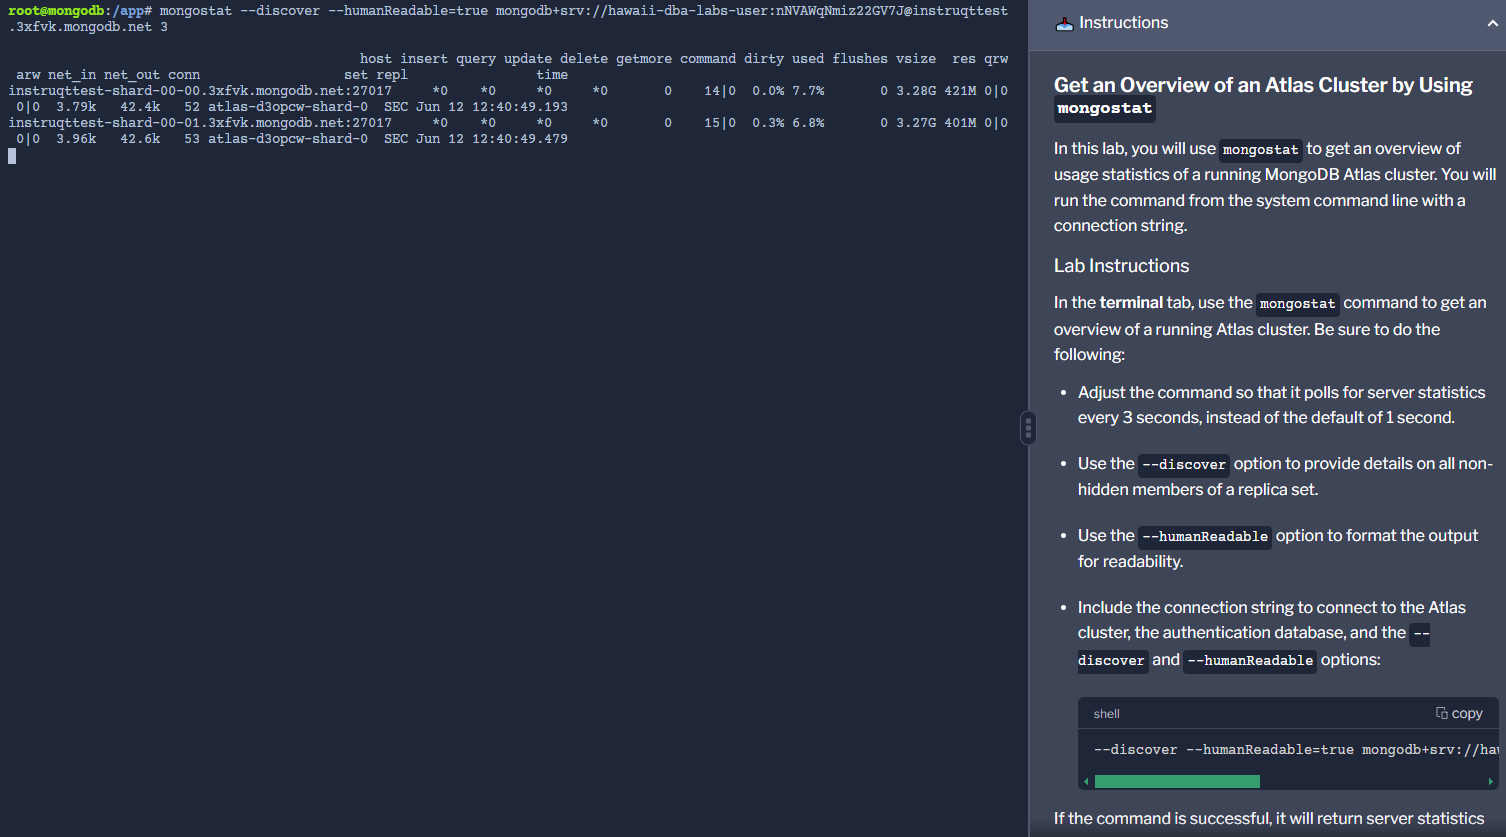 root@mongodb:/app# mongostat --discover --humanReadable=true mongodb+srv://hawaii-dba-labs-user:nNVAWqNmiz22GV7J@instruqttest
.3xfvk.mongodb.net 3
host insert query update delete getmore command dirty used flushes vsize res qrw
arw net_in net_out conn set repl time
instruqttest-shard-00-00.3xfvk.mongodb.net:27017 *0 *0 *0 *0 0 14|0 0.0% 7.7% 0 3.28G 421M 0|0
0|0 3.79k 42.4k 52 atlas-d3opcw-shard-0 SEC Jun 12 12:40:49.193
instruqttest-shard-00-01.3xfvk.mongodb.net:27017 *0 *0 *0 *0 0 15|0 0.3% 6.8% 0 3.27G 401M 0|0
0|0 3.96k 42.6k 53 atlas-d3opcw-shard-0 SEC Jun 12 12:40:49.479
Instructions
Get an Overview of an Atlas Cluster by Using
mongostat
In this lab, you will use mongostat to get an overview of
usage statistics of a running MongoDB Atlas cluster. You will
run the command from the system command line with a
connection string.
Lab Instructions
In the terminal tab, use the mongostat command to get an
overview of a running Atlas cluster. Be sure to do the
following:
• Adjust the command so that it polls for server statistics
every 3 seconds, instead of the default of 1 second.
• Use the --discover option to provide details on all non-
hidden members of a replica set.
• Use the --humanReadable option to format the output
for readability.
• Include the connection string to connect to the Atlas
cluster, the authentication database, and the --
discover and --humanReadable options:
shell copy
--discover --humanReadable=true mongodb+srv://ha
If the command is successful, it will return server statistics